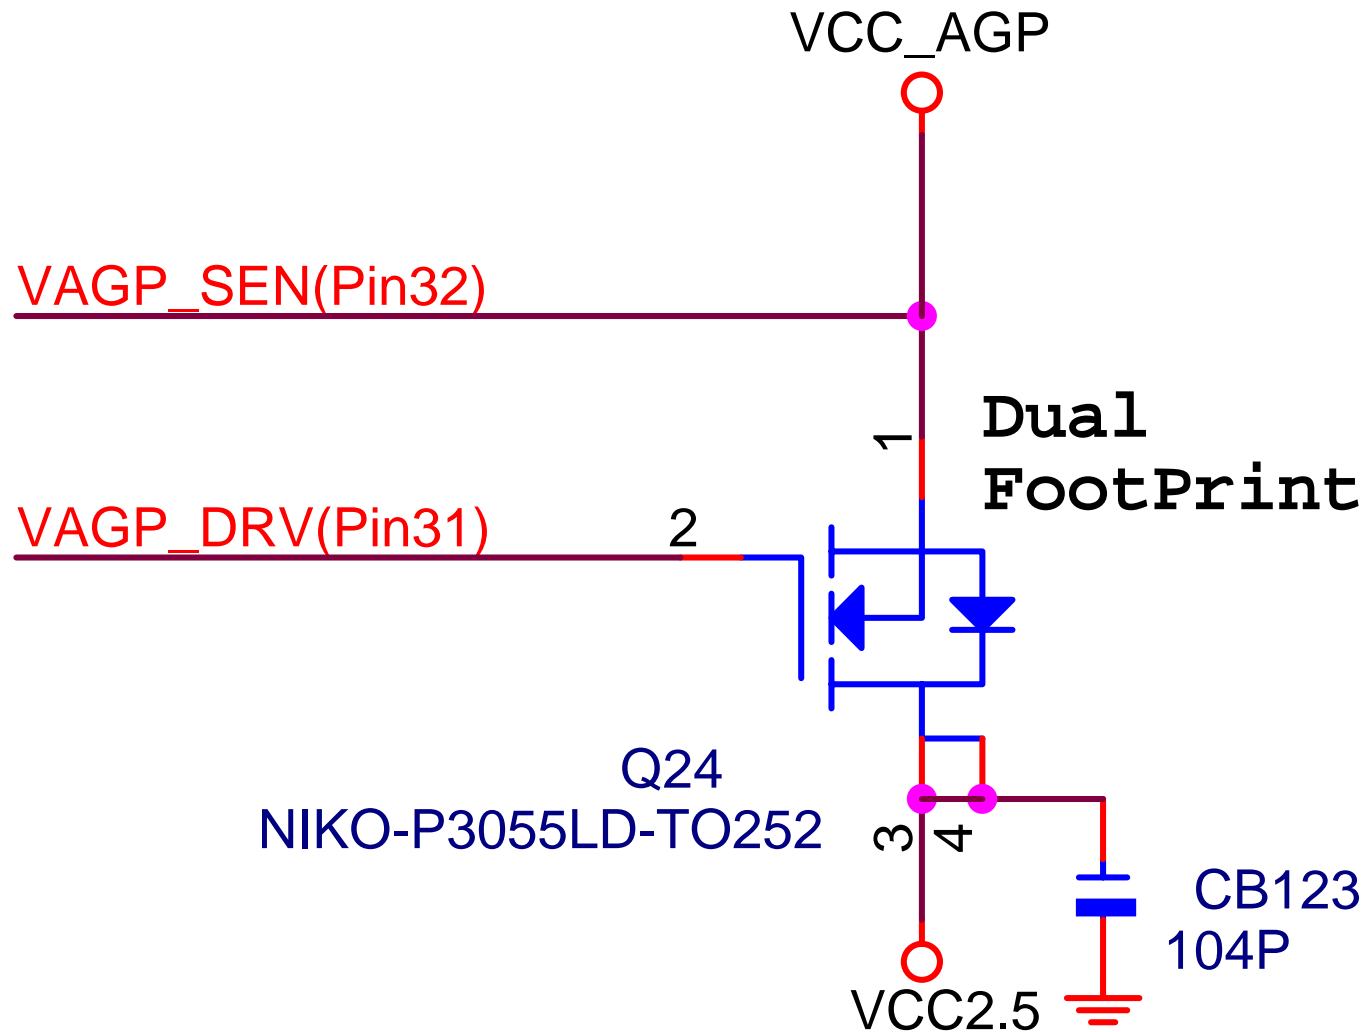 VCC_AGP
VAGP_SEN(Pin32)
1
Dual
FootPrint
VAGP_DRV(Pin31)
2
Q24
NIKO-P3055LD-TO252
3
4
CB123
104P
VCC2.5